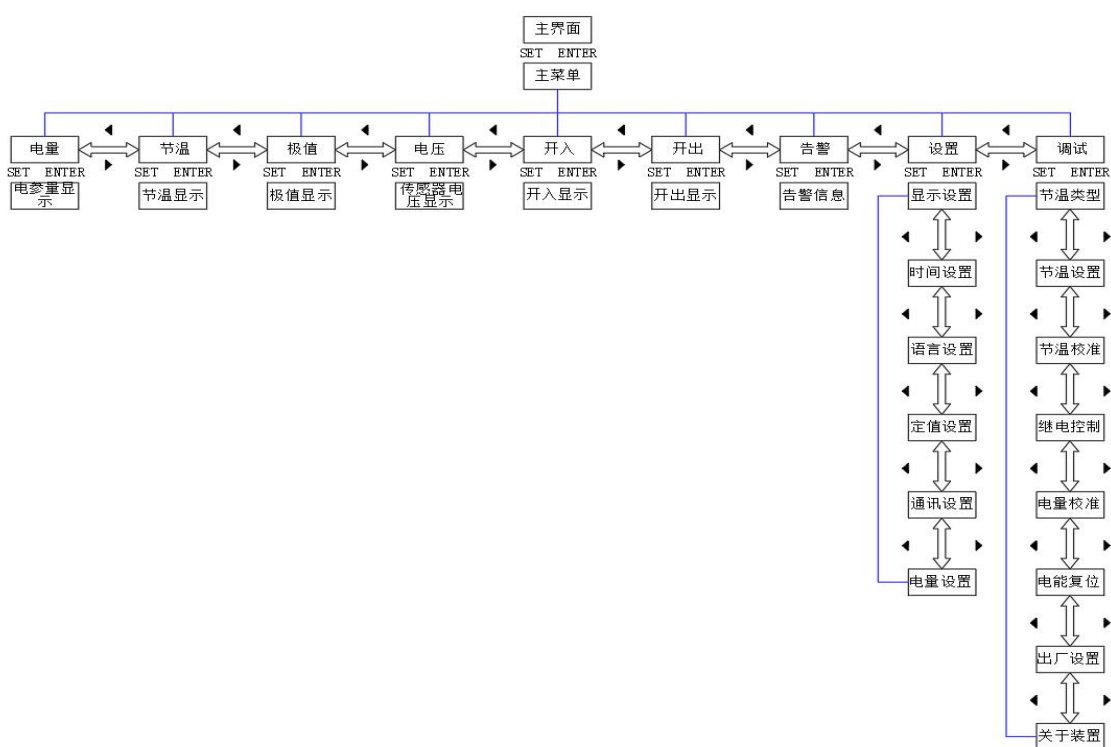 主界面
SET ENTER
主菜单
电量 节温 极值 电压 开入 开出 告警 设置 调试
SET ENTER SET ENTER SET ENTER SET ENTER SET ENTER SET ENTER SET ENTER SET ENTER SET ENTER
电参量显
示
节温显示
极值显示
传感器电
压显示
开入显示
开出显示
告警信息
显示设置
时间设置
语言设置
定值设置
通讯设置
电量设置
节温类型
节温设置
节温校准
继电控制
电量校准
电能复位
出厂设置
关于装置